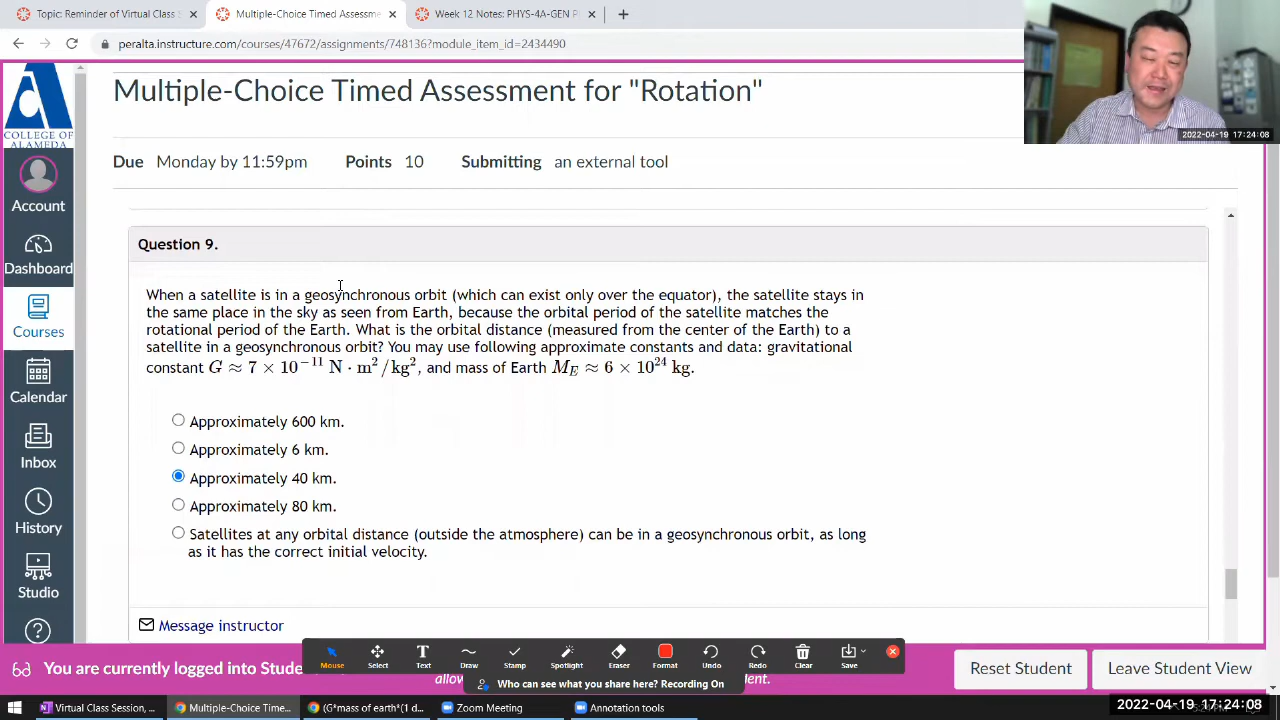 Topic: Reminder of Virtual Class
Multiple-Choice Timed Assessme
Week 12 Notes: PHYS-4A-GEN P
peralta.instructure.com/courses/47672/assignments/748136?module_item_id=2434490
Multiple-Choice Timed Assessment for "Rotation"
Due Monday by 11:59pm Points 10 Submitting an external tool
2022-04-19 17:24:08
COLLEGE OF
ALAMEDA
Account
Dashboard
Courses
Calendar
Inbox
History
Studio
Question 9.
When a satellite is in a geosynchronous orbit (which can exist only over the equator), the satellite stays in
the same place in the sky as seen from Earth, because the orbital period of the satellite matches the
rotational period of the Earth. What is the orbital distance (measured from the center of the Earth) to a
satellite in a geosynchronous orbit? You may use following approximate constants and data: gravitational
constant G ≈ 7 × 10⁻¹¹ N · m²/kg², and mass of Earth M_E ≈ 6 × 10²⁴ kg.
Approximately 600 km.
Approximately 6 km.
Approximately 40 km.
Approximately 80 km.
Satellites at any orbital distance (outside the atmosphere) can be in a geosynchronous orbit, as long
as it has the correct initial velocity.
Message instructor
Mouse Select Text Draw Stamp Spotlight Eraser Format Undo Redo Clear Save
Who can see what you share here? Recording On
You are currently logged into Stude
allow
dent.
Reset Student
Leave Student View
Virtual Class Session, ...
Multiple-Choice Time...
(G*mass of earth*(1 d...
Zoom Meeting
Annotation tools
2022-04-19 17:24:08